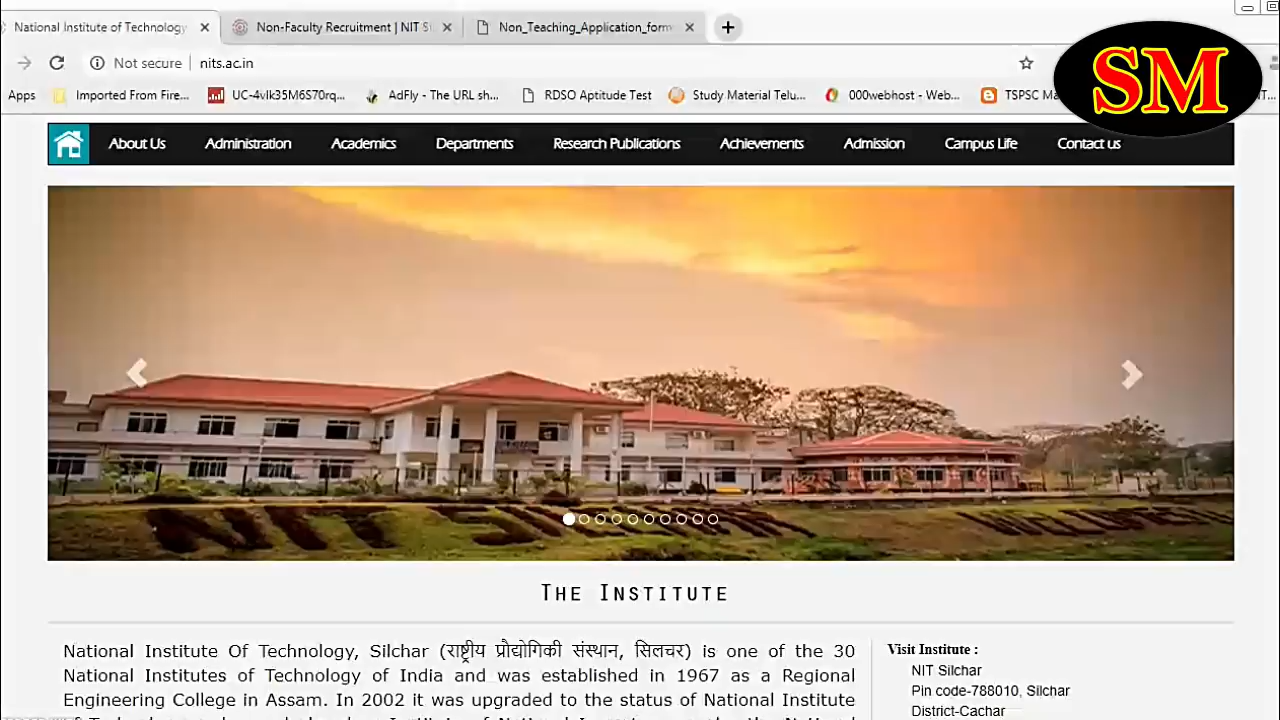 National Institute of Technology
Non-Faculty Recruitment | NIT S
Non_Teaching_Application_form
Not secure
nits.ac.in
Apps
Imported From Fire...
UC-4vlk35M6S70rq...
AdFly - The URL sh...
RDSO Aptitude Test
Study Material Telu...
000webhost - Web...
TSPSC Ma
SM
About Us
Administration
Academics
Departments
Research Publications
Achievements
Admission
Campus Life
Contact us
NIT SILCHAR
THE INSTITUTE
National Institute Of Technology, Silchar (राष्ट्रीय प्रौद्योगिकी संस्थान, सिलचर) is one of the 30
National Institutes of Technology of India and was established in 1967 as a Regional
Engineering College in Assam. In 2002 it was upgraded to the status of National Institute
Visit Institute :
NIT Silchar
Pin code-788010, Silchar
District-Cachar